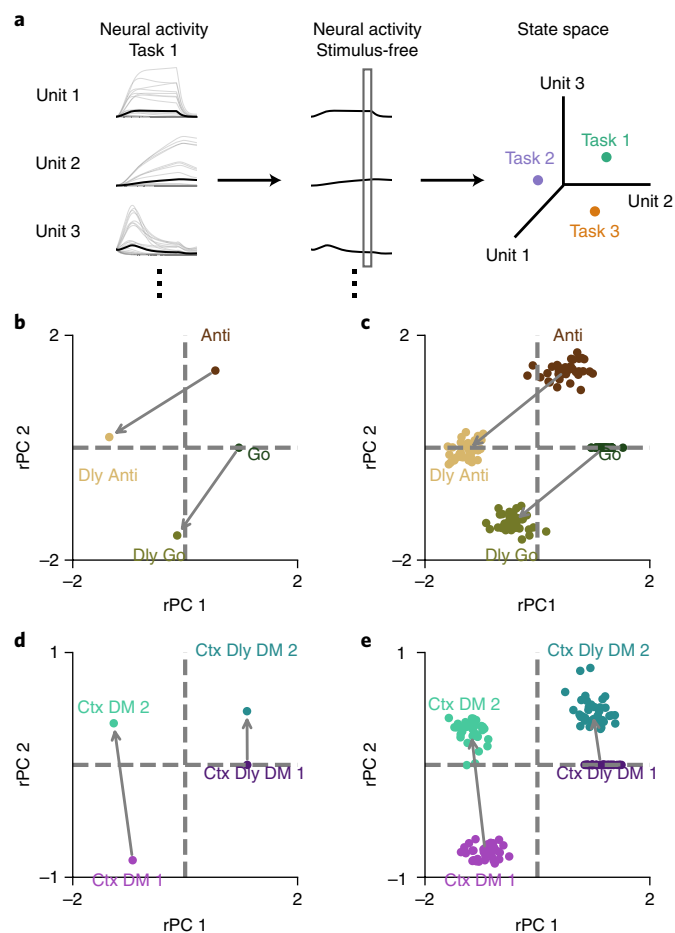 a
Neural activity
Task 1
Neural activity
Stimulus-free
State space
Unit 1
Unit 2
Unit 3
Unit 3
Task 1
Task 2
Unit 2
Task 3
Unit 1
b
2
Anti
rPC 2
Go
Dly Anti
Dly Go
−2
−2
2
rPC 1
c
2
Anti
rPC 2
Go
Dly Anti
Dly Go
−2
−2
2
rPC1
d
1
Ctx Dly DM 2
Ctx DM 2
rPC 2
Ctx Dly DM 1
Ctx DM 1
−1
−2
2
rPC 1
e
1
Ctx Dly DM 2
Ctx DM 2
rPC 2
Ctx Dly DM 1
Ctx DM 1
−1
−2
2
rPC 1